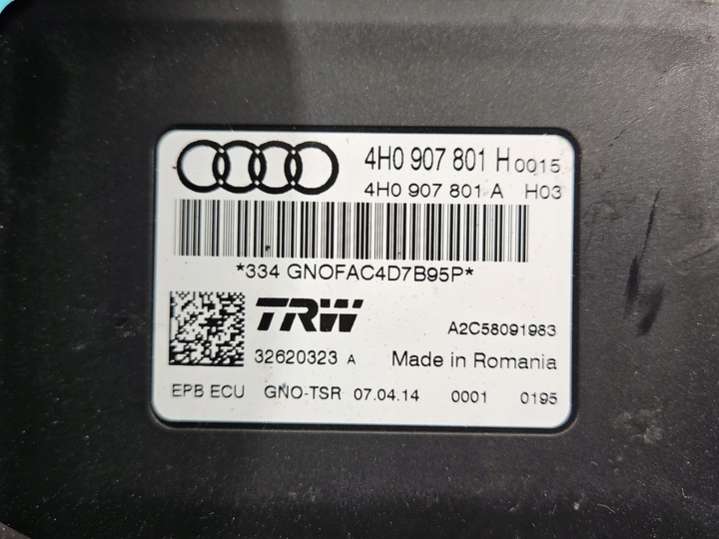 4H0 907 801 H 0015
4H0 907 801 A H03
*334 GNOFAC4D7B95P*
TRW
A2C58091983
32620323 A Made in Romania
EPB ECU GNO-TSR 07.04.14 0001 0195